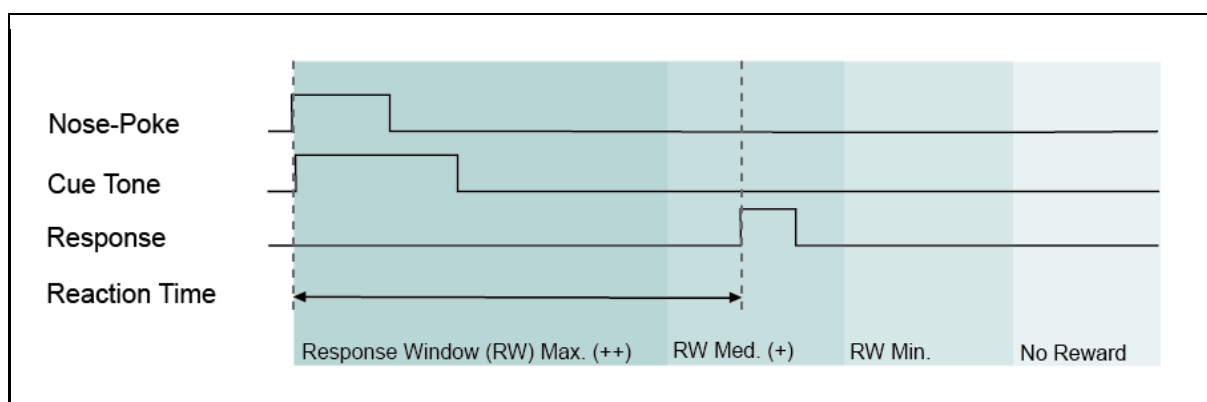 Nose-Poke
Cue Tone
Response
Reaction Time
Response Window (RW) Max. (++)
RW Med. (+)
RW Min.
No Reward